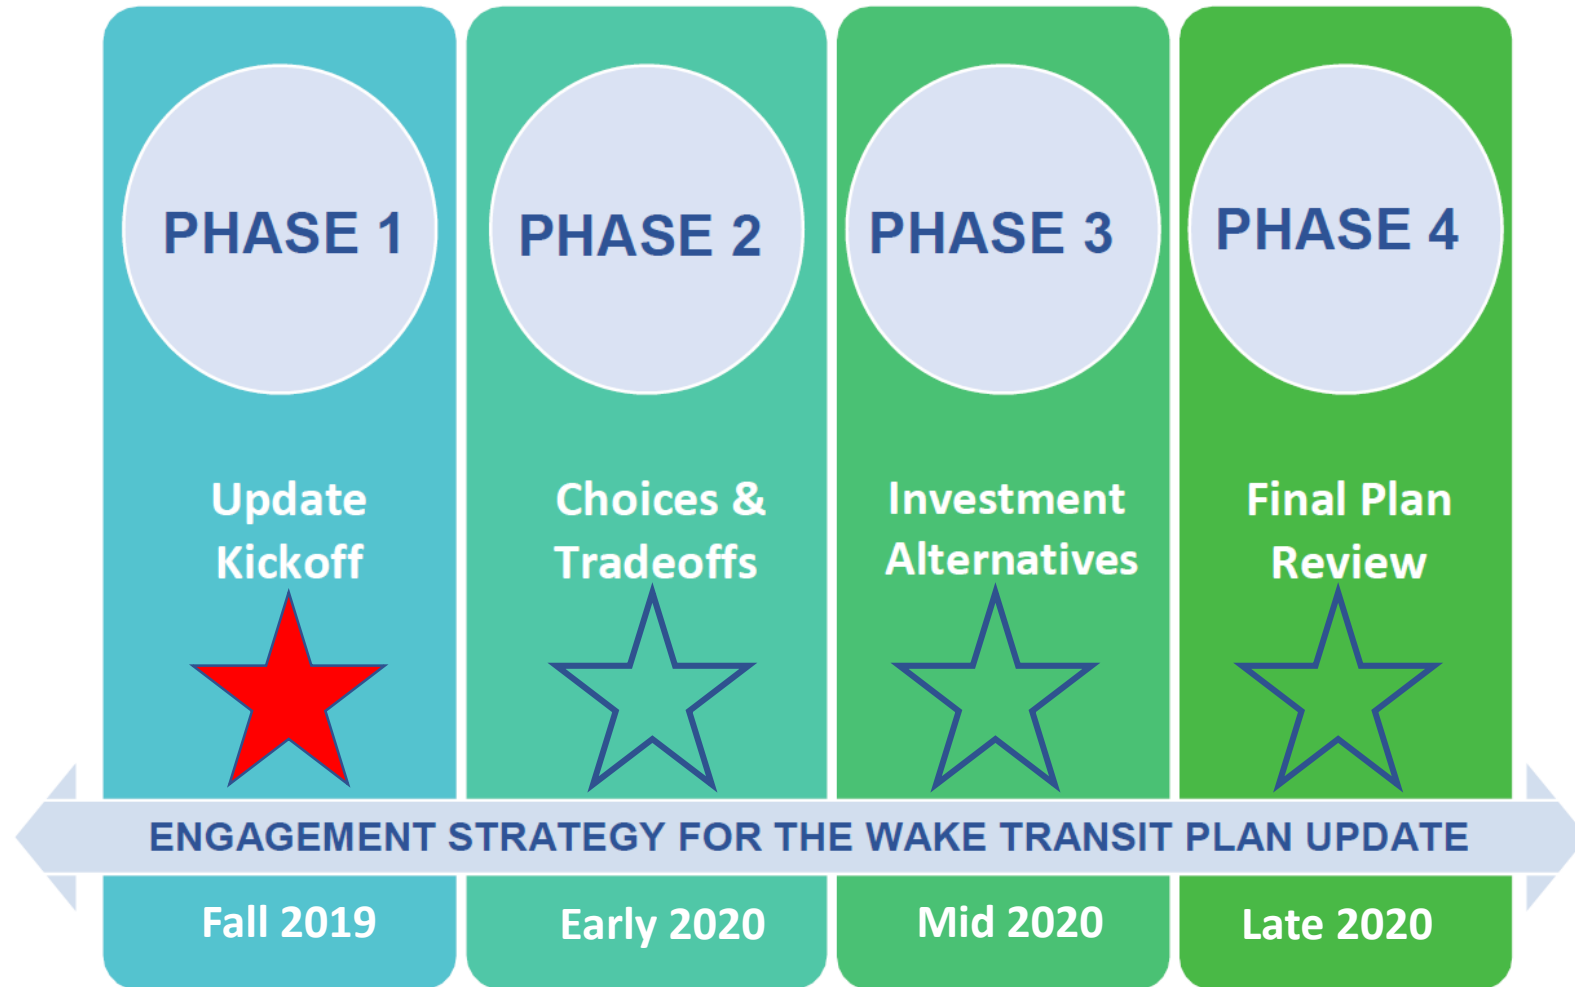 PHASE 1
Update
Kickoff
PHASE 2
Choices &
Tradeoffs
PHASE 3
Investment
Alternatives
PHASE 4
Final Plan
Review
ENGAGEMENT STRATEGY FOR THE WAKE TRANSIT PLAN UPDATE
Fall 2019
Early 2020
Mid 2020
Late 2020